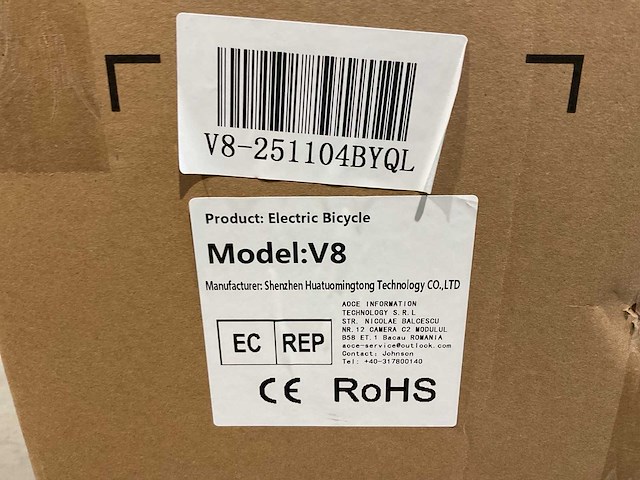 V8-251104BYQL
Product: Electric Bicycle
Model:V8
Manufacturer: Shenzhen Huatuomingtong Technology CO.,LTD
EC REP
AOCE INFORMATION
TECHNOLOGY S.R.L
STR. NICOLAE BALCESCU
NR.12 CAMERA C2 MODULUL
B5B ET.1 Bacau ROMANIA
aoce-service@outlook.com
Contact: Johnson
Tel: +40-317800140
CE RoHS